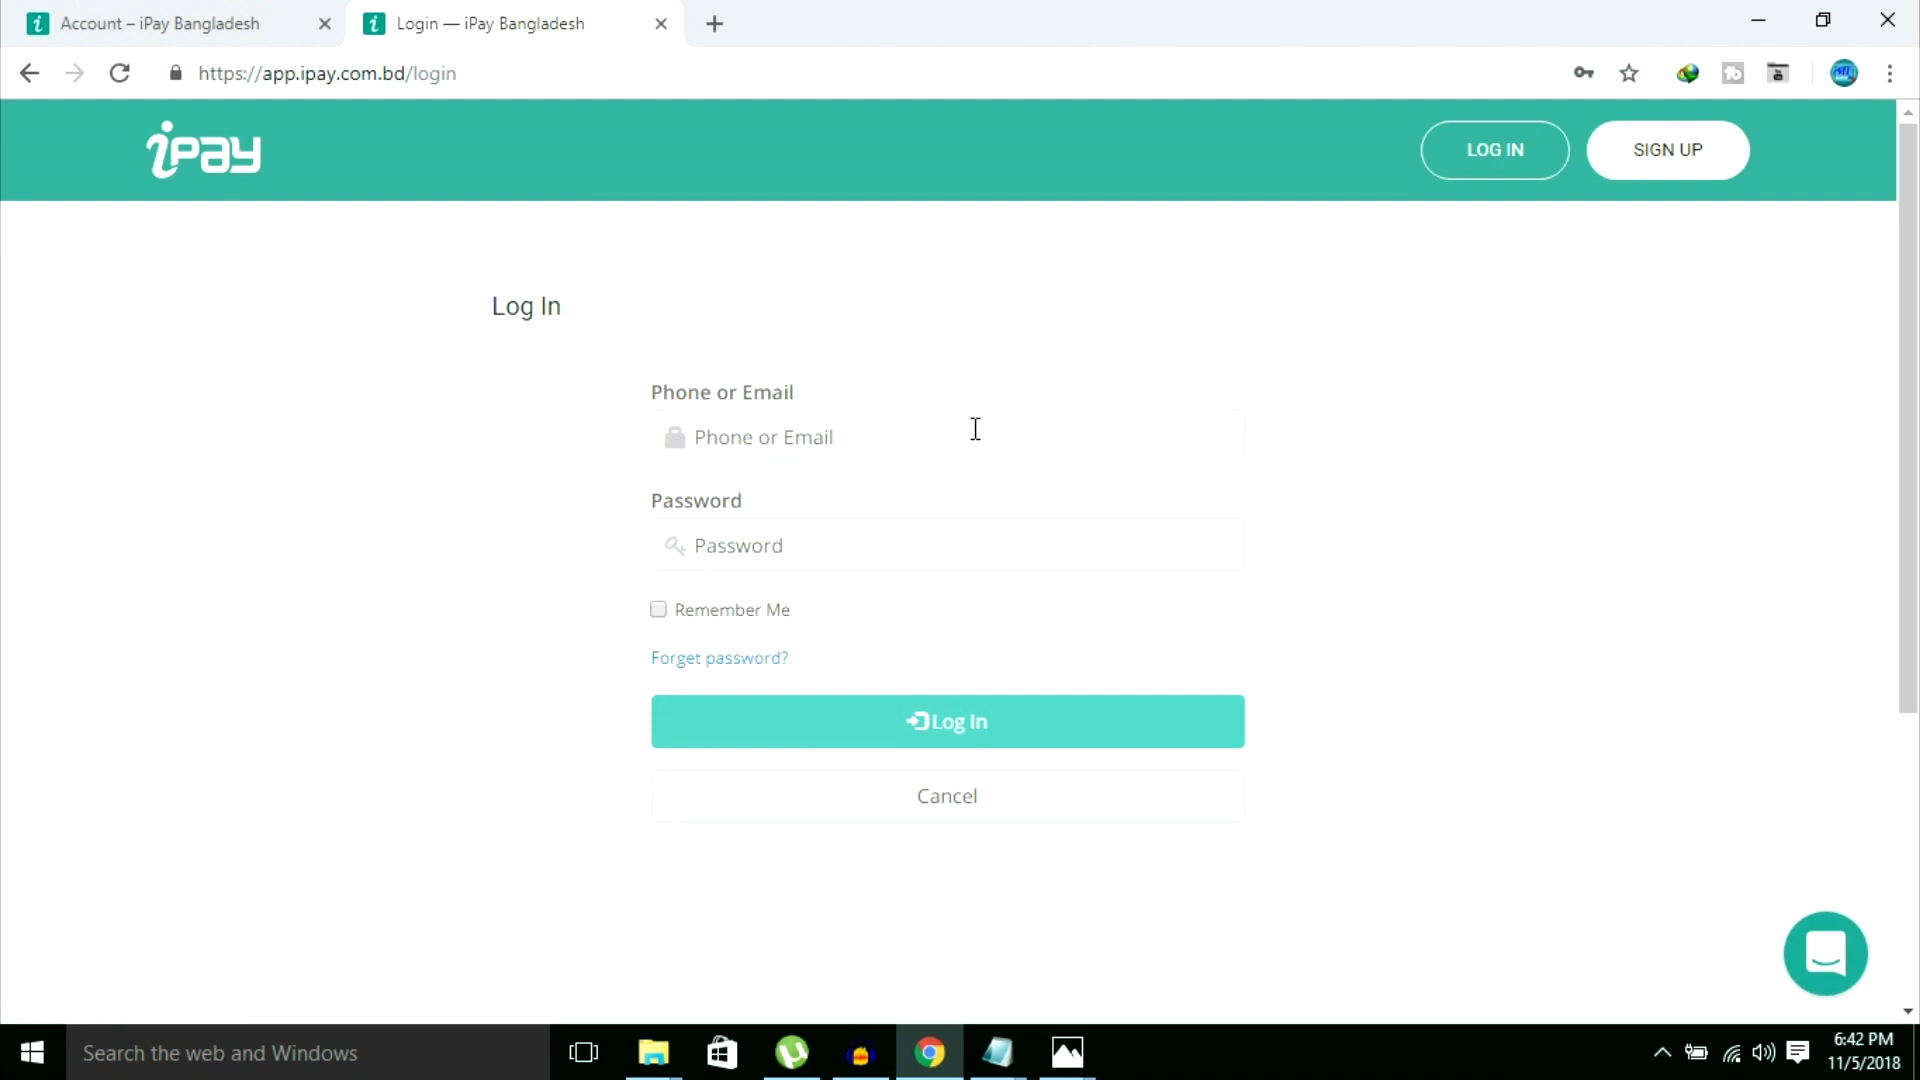 Account – iPay Bangladesh
Login — iPay Bangladesh
https://app.ipay.com.bd/login
iPay
LOG IN
SIGN UP
Log In
Phone or Email
Phone or Email
Password
Password
Remember Me
Forget password?
Log In
Cancel
Search the web and Windows
6:42 PM
11/5/2018